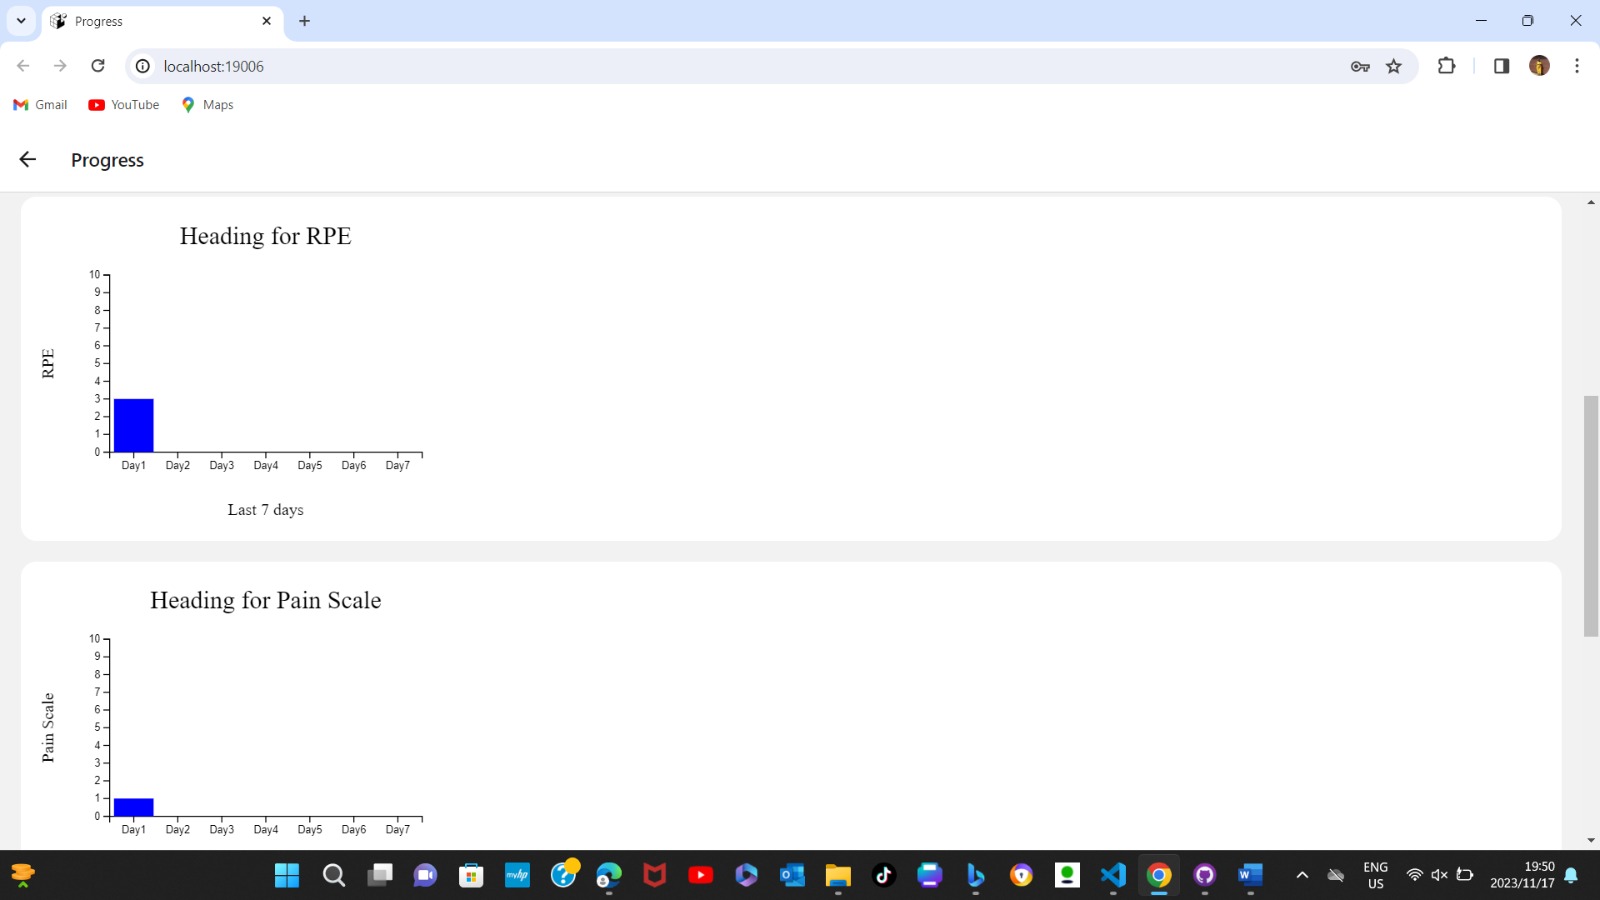 Progress
localhost:19006
Gmail YouTube Maps
Progress
Heading for RPE
10
9
8
7
6
5
4
3
2
1
0
RPE
Day1 Day2 Day3 Day4 Day5 Day6 Day7
Last 7 days
Heading for Pain Scale
10
9
8
7
6
5
4
3
2
1
0
Pain Scale
Day1 Day2 Day3 Day4 Day5 Day6 Day7
myhp
ENG
US
19:50
2023/11/17